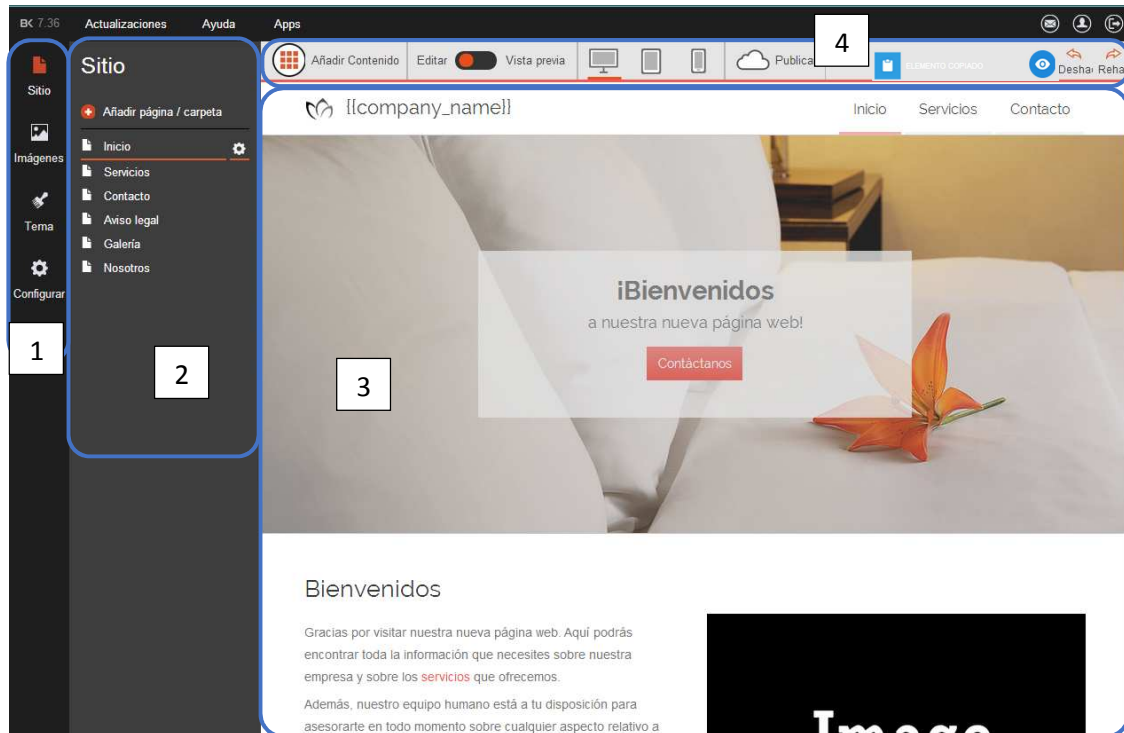 BK 7.36 Actualizaciones Ayuda Apps
4
Añadir Contenido Editar Vista previa Publica ELEMENTO COPIADO Desha Reha
Sitio
Imágenes
Tema
Configurar
1
Sitio
Añadir página / carpeta
Inicio
Servicios
Contacto
Aviso legal
Galería
Nosotros
2
{{company_name}} Inicio Servicios Contacto
¡Bienvenidos
a nuestra nueva página web!
Contáctanos
3
Bienvenidos
Gracias por visitar nuestra nueva página web. Aquí podrás
encontrar toda la información que necesites sobre nuestra
empresa y sobre los servicios que ofrecemos.
Además, nuestro equipo humano está a tu disposición para
asesorarte en todo momento sobre cualquier aspecto relativo a
Image